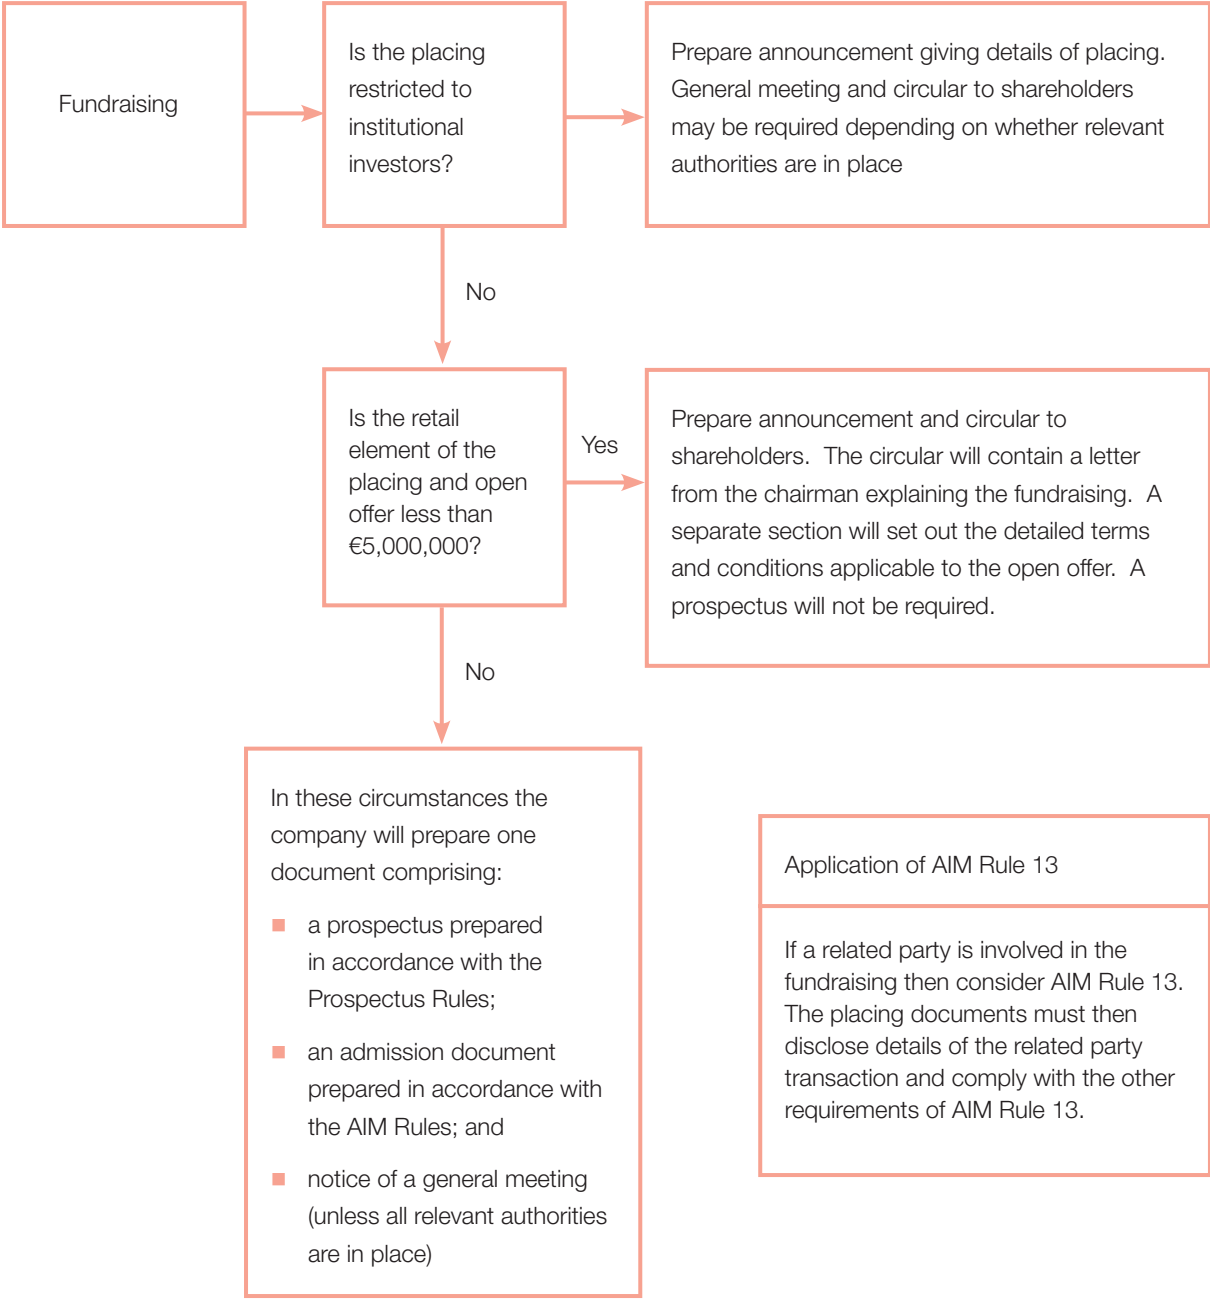 Fundraising
Is the placing
restricted to
institutional
investors?
Prepare announcement giving details of placing.
General meeting and circular to shareholders
may be required depending on whether relevant
authorities are in place
No
Is the retail
element of the
placing and open
offer less than
€5,000,000?
Yes
Prepare announcement and circular to
shareholders.  The circular will contain a letter
from the chairman explaining the fundraising.  A
separate section will set out the detailed terms
and conditions applicable to the open offer.  A
prospectus will not be required.
No
In these circumstances the
company will prepare one
document comprising:
■ a prospectus prepared
in accordance with the
Prospectus Rules;
■ an admission document
prepared in accordance with
the AIM Rules; and
■ notice of a general meeting
(unless all relevant authorities
are in place)
Application of AIM Rule 13
If a related party is involved in the
fundraising then consider AIM Rule 13.
The placing documents must then
disclose details of the related party
transaction and comply with the other
requirements of AIM Rule 13.